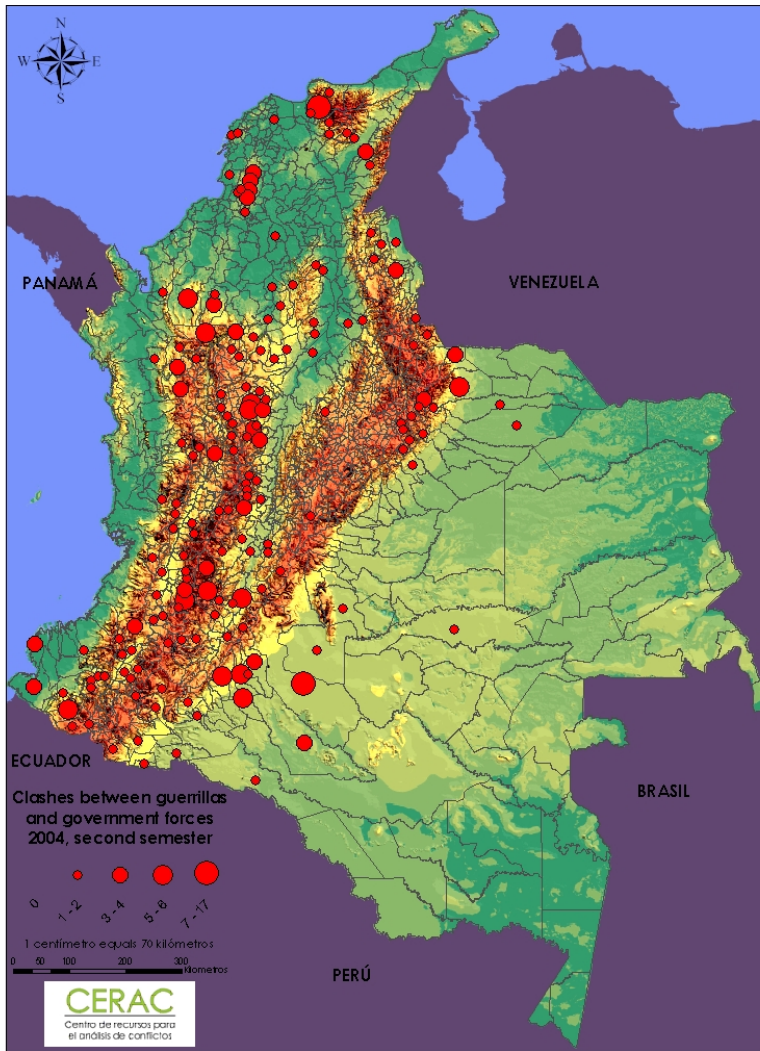 N
W E
S
PANAMÁ
VENEZUELA
ECUADOR
BRASIL
PERÚ
Clashes between guerrillas
and government forces
2004, second semester
0
1 - 2
3 - 4
5 - 6
7 - 17
1 centímetro equals 70 kilómetros
0 50 100 200 300
Kilometros
CERAC
Centro de recursos para
el análisis de conflictos